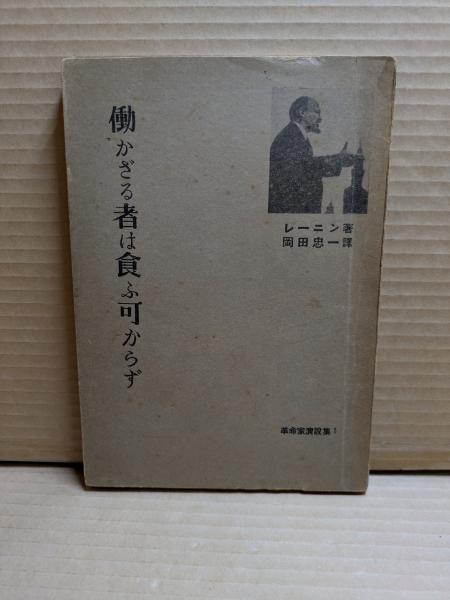 働かざる者は食ふ可からず
レーニン著
岡田忠一譯
革命家演説集1